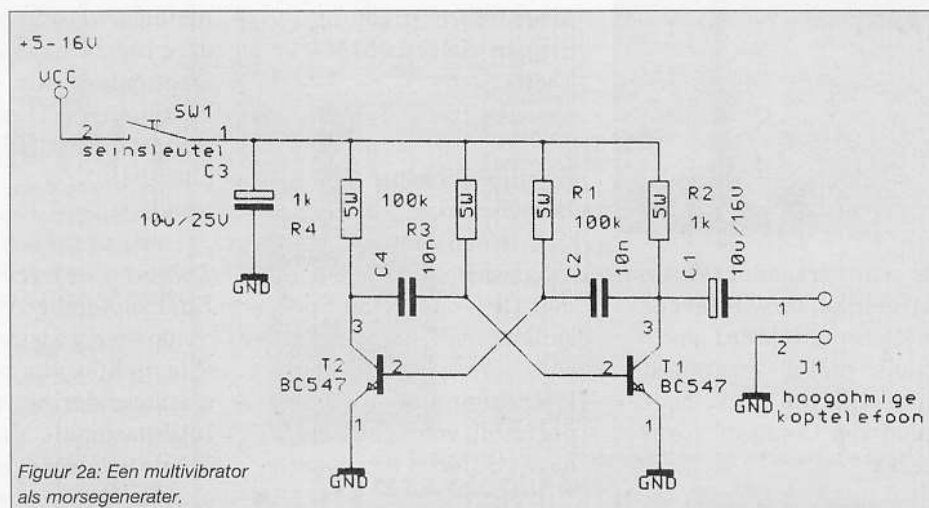 +5-16V
VCC
2
SW1
1
seinsleutel
C3
10u/25V
GND
1k
R4
5W
100k
R3
5W
5W
R1
100k
5W
R2
1k
C4
10n
C2
10n
C1
10u/16V
3
T2
BC547
2
1
GND
3
2
T1
BC547
1
GND
1
2
J1
GND
hoogohmige
koptelefoon
Figuur 2a: Een multivibrator
als morsegenerater.